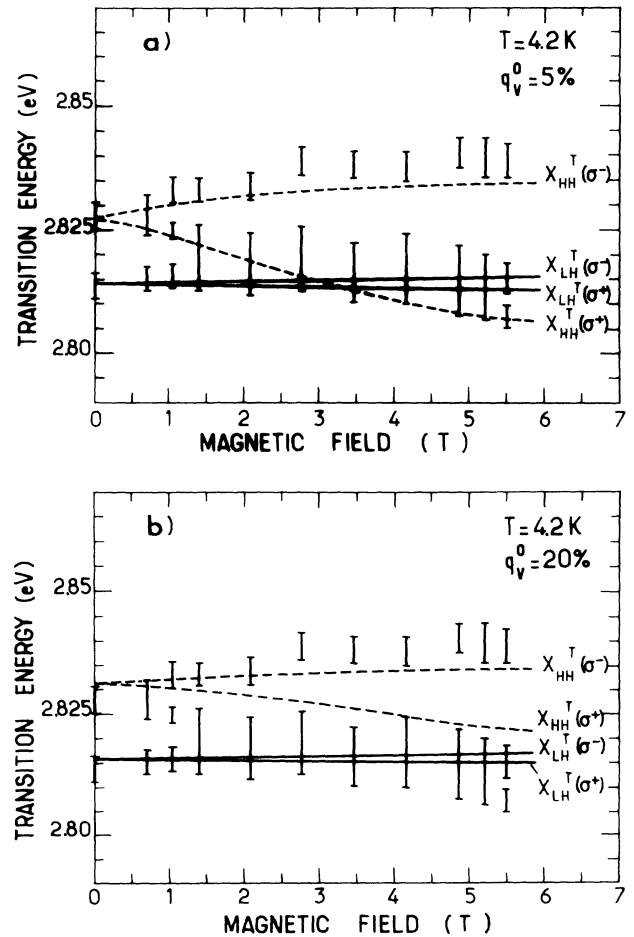 a)
T=4.2K
q_v^0=5%
TRANSITION ENERGY (eV)
2.85
2.825
2.80
X_HH^T(σ-)
X_LH^T(σ-)
X_LH^T(σ+)
X_HH^T(σ+)
0 1 2 3 4 5 6 7
MAGNETIC FIELD (T)
b)
T=4.2K
q_v^0=20%
TRANSITION ENERGY (eV)
2.85
2.825
2.80
X_HH^T(σ-)
X_HH^T(σ+)
X_LH^T(σ-)
X_LH^T(σ+)
0 1 2 3 4 5 6 7
MAGNETIC FIELD (T)